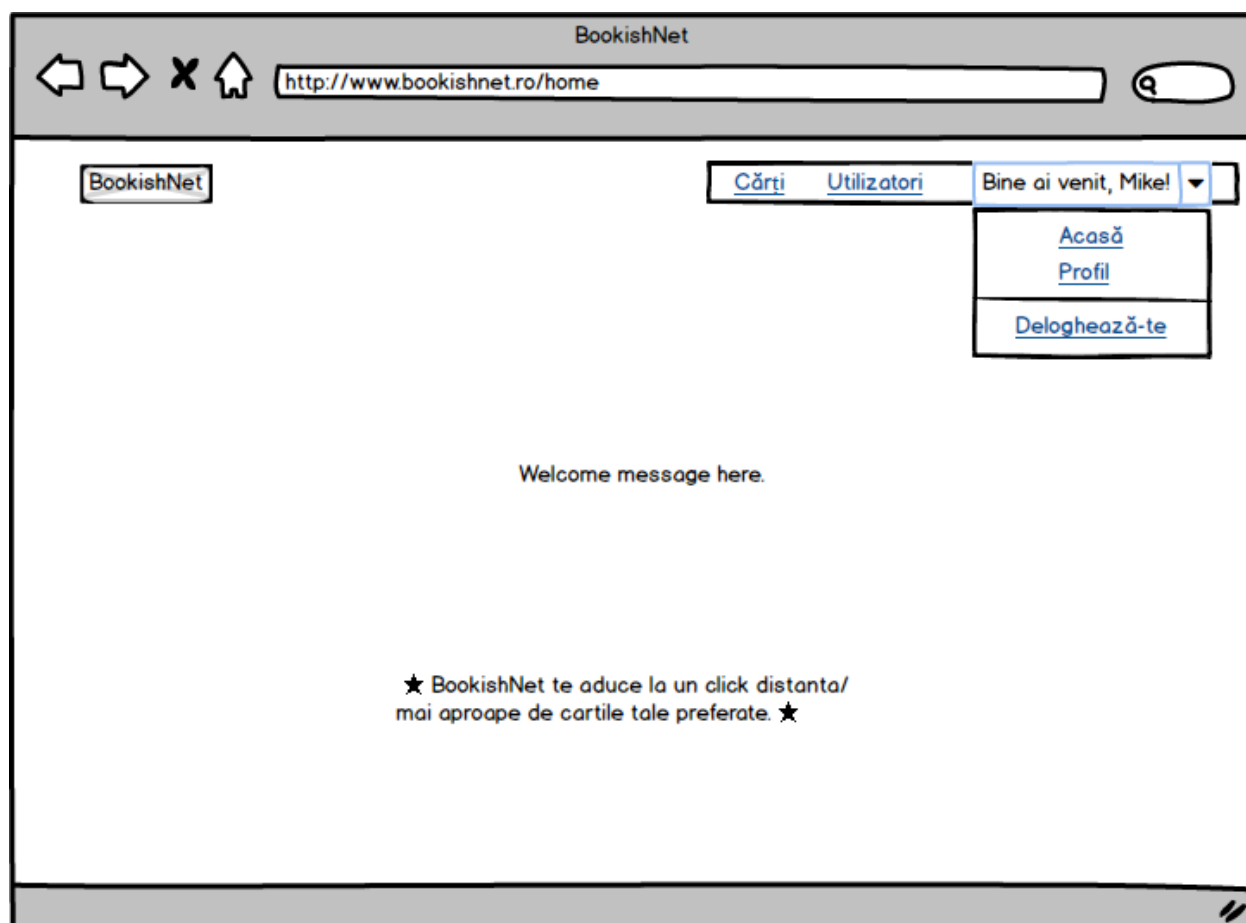 BookishNet
http://www.bookishnet.ro/home
BookishNet
Cărți Utilizatori Bine ai venit, Mike!
Acasă
Profil
Deloghează-te
Welcome message here.
★ BookishNet te aduce la un click distanta/
mai aproape de cartile tale preferate. ★